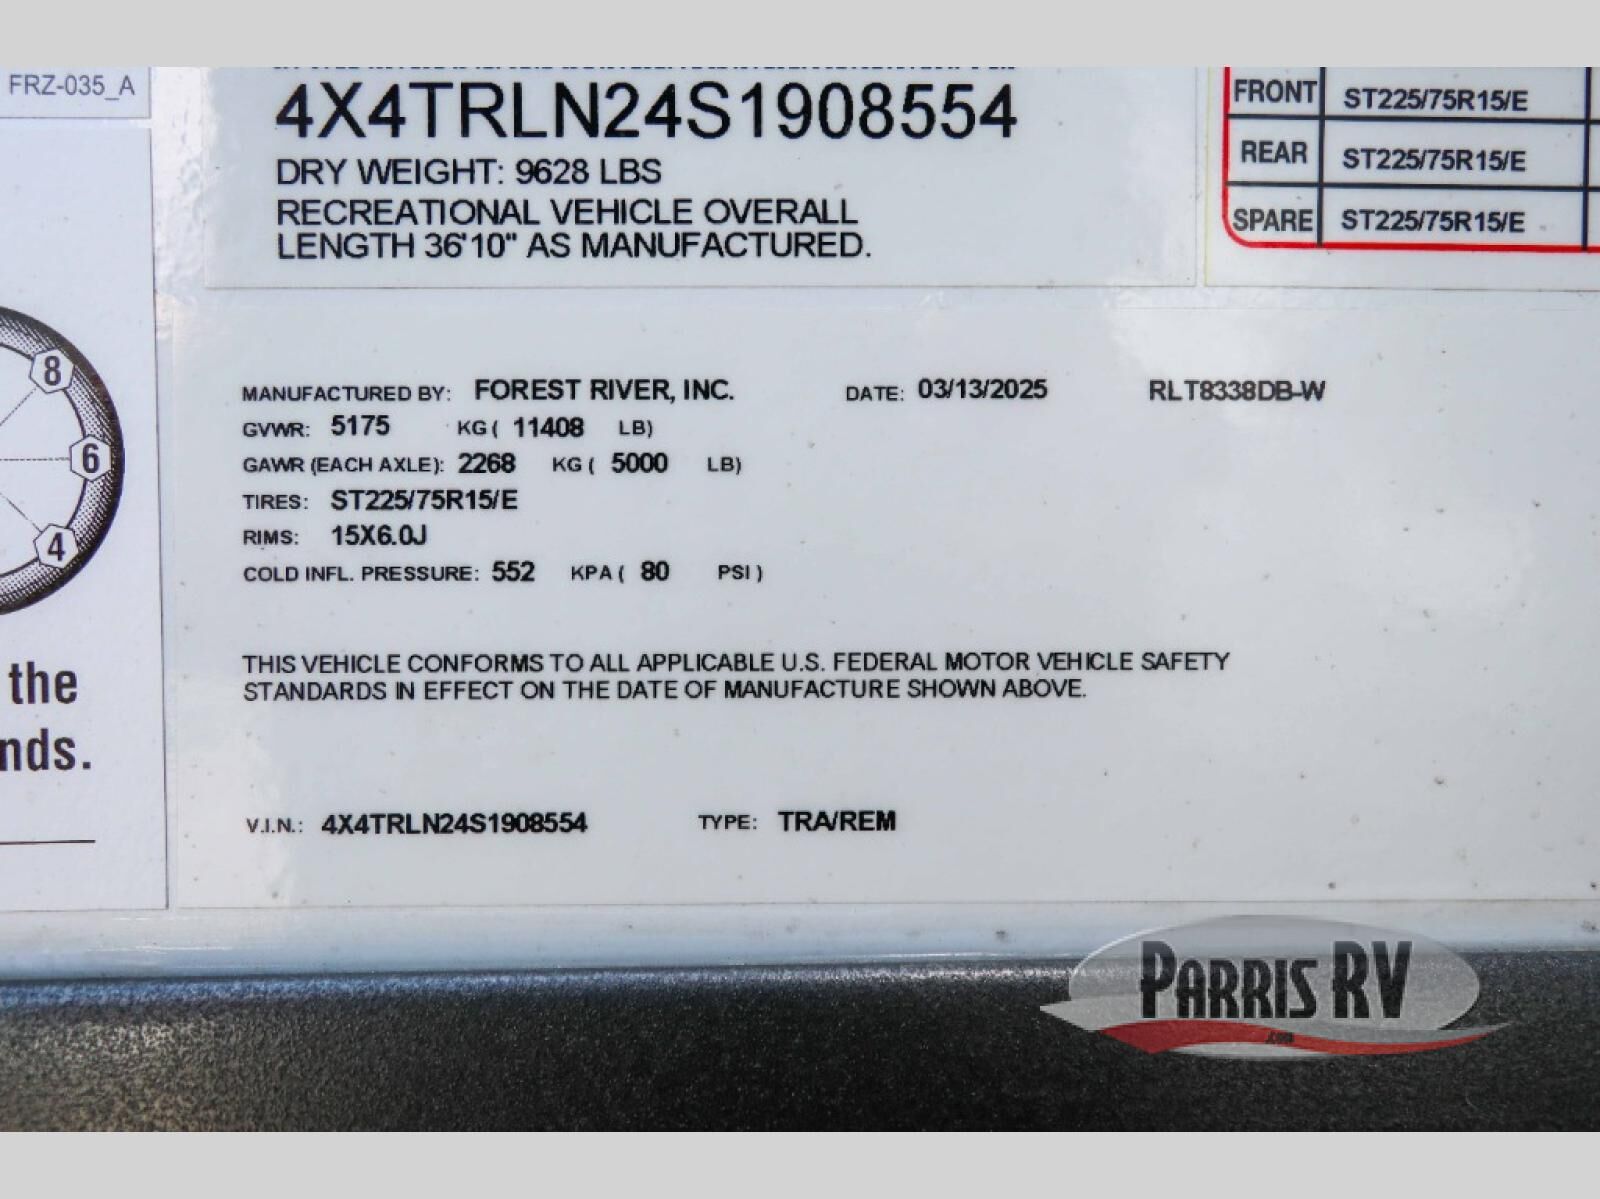 FRZ-035_A
4X4TRLN24S1908554
DRY WEIGHT: 9628 LBS
RECREATIONAL VEHICLE OVERALL
LENGTH 36'10" AS MANUFACTURED.
FRONT ST225/75R15/E
REAR ST225/75R15/E
SPARE ST225/75R15/E
8
6
4
the
nds.
MANUFACTURED BY: FOREST RIVER, INC. DATE: 03/13/2025 RLT8338DB-W
GVWR: 5175 KG ( 11408 LB)
GAWR (EACH AXLE): 2268 KG ( 5000 LB)
TIRES: ST225/75R15/E
RIMS: 15X6.0J
COLD INFL. PRESSURE: 552 KPA ( 80 PSI )
THIS VEHICLE CONFORMS TO ALL APPLICABLE U.S. FEDERAL MOTOR VEHICLE SAFETY
STANDARDS IN EFFECT ON THE DATE OF MANUFACTURE SHOWN ABOVE.
V.I.N.: 4X4TRLN24S1908554 TYPE: TRA/REM
PARRIS RV
.com